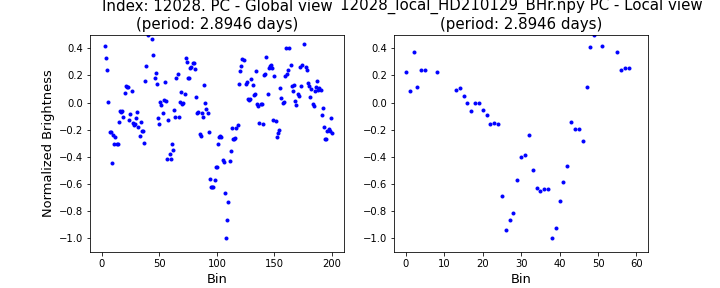 Index: 12028. PC - Global view
(period: 2.8946 days)
12028_local_HD210129_BHr.npy PC - Local view
(period: 2.8946 days)
Normalized Brightness
0.4
0.2
0.0
−0.2
−0.4
−0.6
−0.8
−1.0
0 50 100 150 200
Bin
0.4
0.2
0.0
−0.2
−0.4
−0.6
−0.8
−1.0
0 10 20 30 40 50 60
Bin